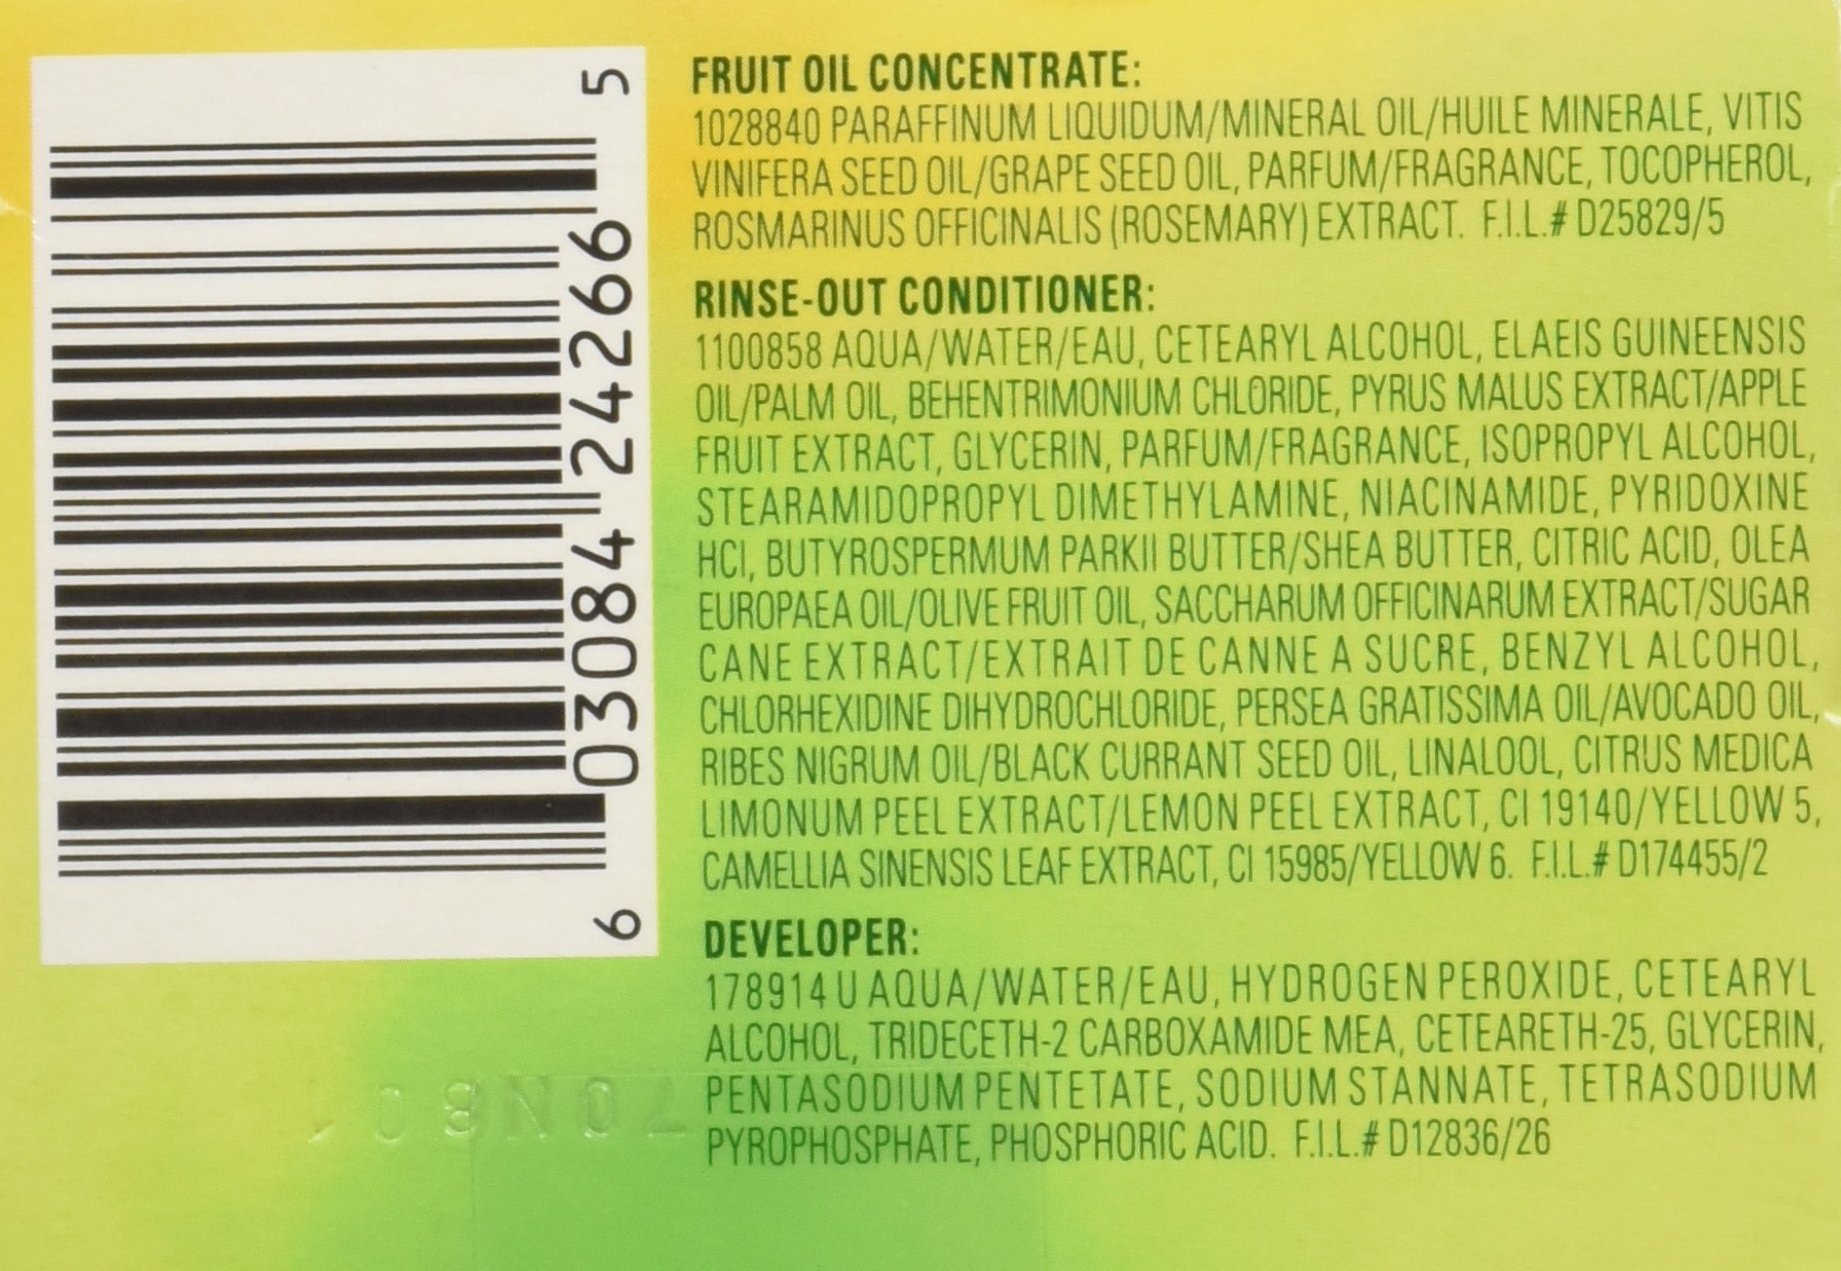 6 03084 24266 5
FRUIT OIL CONCENTRATE:
1028840 PARAFFINUM LIQUIDUM/MINERAL OIL/HUILE MINERALE, VITIS
VINIFERA SEED OIL/GRAPE SEED OIL, PARFUM/FRAGRANCE, TOCOPHEROL,
ROSMARINUS OFFICINALIS (ROSEMARY) EXTRACT. F.I.L.# D25829/5
RINSE-OUT CONDITIONER:
1100858 AQUA/WATER/EAU, CETEARYL ALCOHOL, ELAEIS GUINEENSIS
OIL/PALM OIL, BEHENTRIMONIUM CHLORIDE, PYRUS MALUS EXTRACT/APPLE
FRUIT EXTRACT, GLYCERIN, PARFUM/FRAGRANCE, ISOPROPYL ALCOHOL,
STEARAMIDOPROPYL DIMETHYLAMINE, NIACINAMIDE, PYRIDOXINE
HCI, BUTYROSPERMUM PARKII BUTTER/SHEA BUTTER, CITRIC ACID, OLEA
EUROPAEA OIL/OLIVE FRUIT OIL, SACCHARUM OFFICINARUM EXTRACT/SUGAR
CANE EXTRACT/EXTRAIT DE CANNE A SUCRE, BENZYL ALCOHOL,
CHLORHEXIDINE DIHYDROCHLORIDE, PERSEA GRATISSIMA OIL/AVOCADO OIL,
RIBES NIGRUM OIL/BLACK CURRANT SEED OIL, LINALOOL, CITRUS MEDICA
LIMONUM PEEL EXTRACT/LEMON PEEL EXTRACT, CI 19140/YELLOW 5,
CAMELLIA SINENSIS LEAF EXTRACT, CI 15985/YELLOW 6. F.I.L.# D174455/2
DEVELOPER:
178914 U AQUA/WATER/EAU, HYDROGEN PEROXIDE, CETEARYL
ALCOHOL, TRIDECETH-2 CARBOXAMIDE MEA, CETEARETH-25, GLYCERIN,
PENTASODIUM PENTETATE, SODIUM STANNATE, TETRASODIUM
PYROPHOSPHATE, PHOSPHORIC ACID. F.I.L.# D12836/26